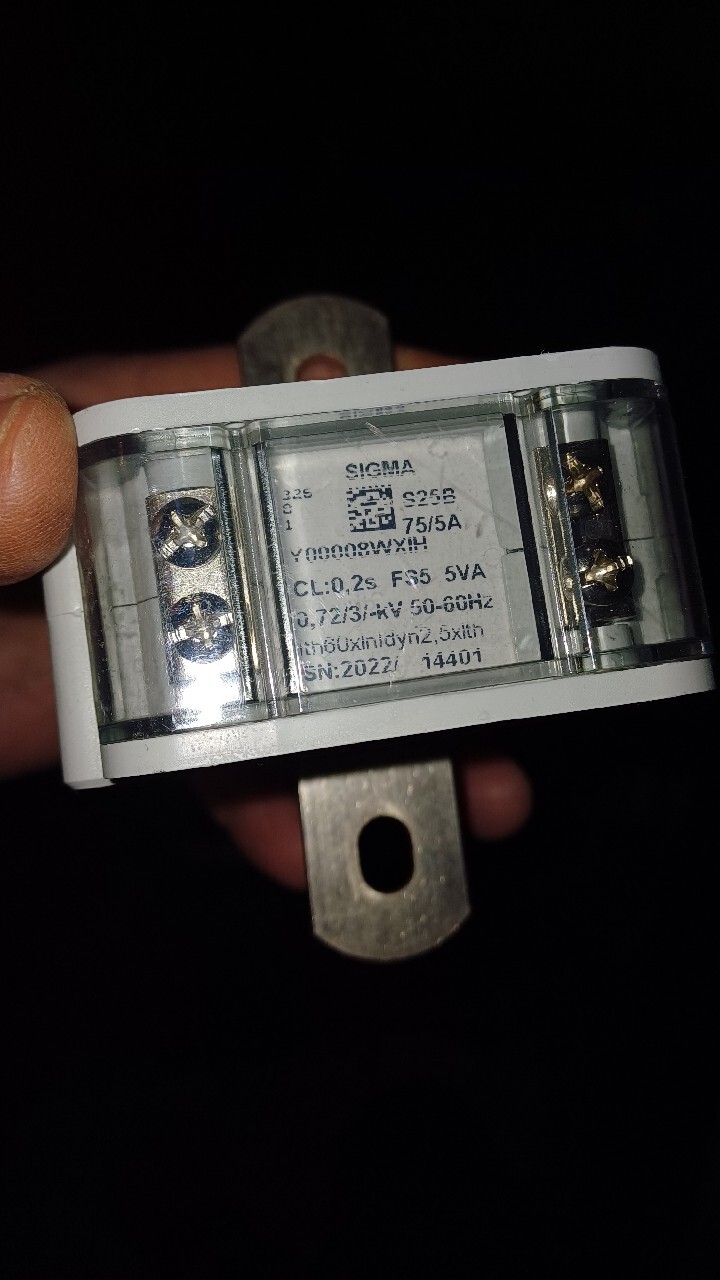 SIGMA
226
S25B
0
1
75/5A
Y00008WXIH
CL:0,2s FS5 5VA
0,72/3/-kV 50-60Hz
Ith60xIn Idyn2,5xIth
SN:2022/ 14401